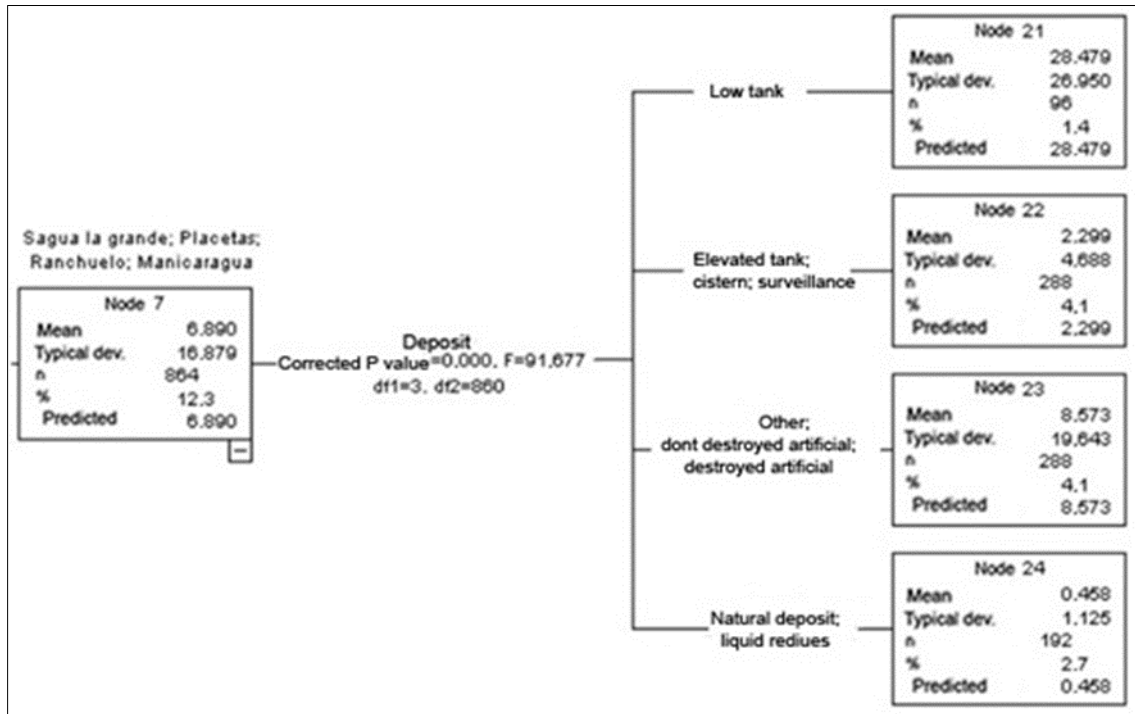 Sagua la grande; Placetas;
Ranchuelo; Manicaragua
Node 7
Mean 6.890
Typical dev. 16.879
n 864
% 12.3
Predicted 6.890
Deposit
Corrected P value=0.000, F=91.677
df1=3, df2=860
Low tank
Node 21
Mean 28.479
Typical dev. 26.950
n 96
% 1.4
Predicted 28.479
Elevated tank;
cistern; surveillance
Node 22
Mean 2.299
Typical dev. 4.688
n 288
% 4.1
Predicted 2.299
Other;
dont destroyed artificial;
destroyed artificial
Node 23
Mean 8.573
Typical dev. 19.643
n 288
% 4.1
Predicted 8.573
Natural deposit;
liquid rediues
Node 24
Mean 0.458
Typical dev. 1.125
n 192
% 2.7
Predicted 0.458